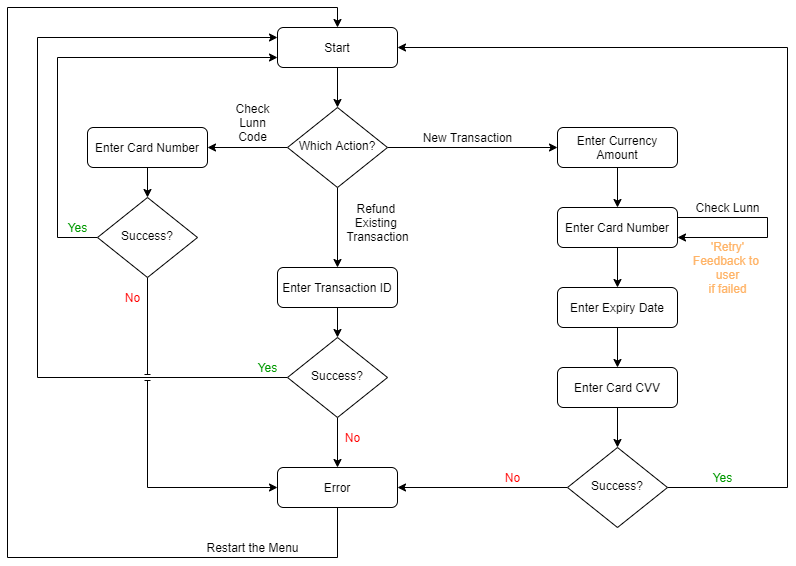 Start
Check
Lunn
Code
Which Action?
New Transaction
Enter Card Number
Enter Currency
Amount
Success?
Yes
No
Refund
Existing
Transaction
Enter Card Number
Check Lunn
'Retry'
Feedback to
user
if failed
Enter Transaction ID
Enter Expiry Date
Yes
Success?
No
Enter Card CVV
Error
No
Success?
Yes
Restart the Menu